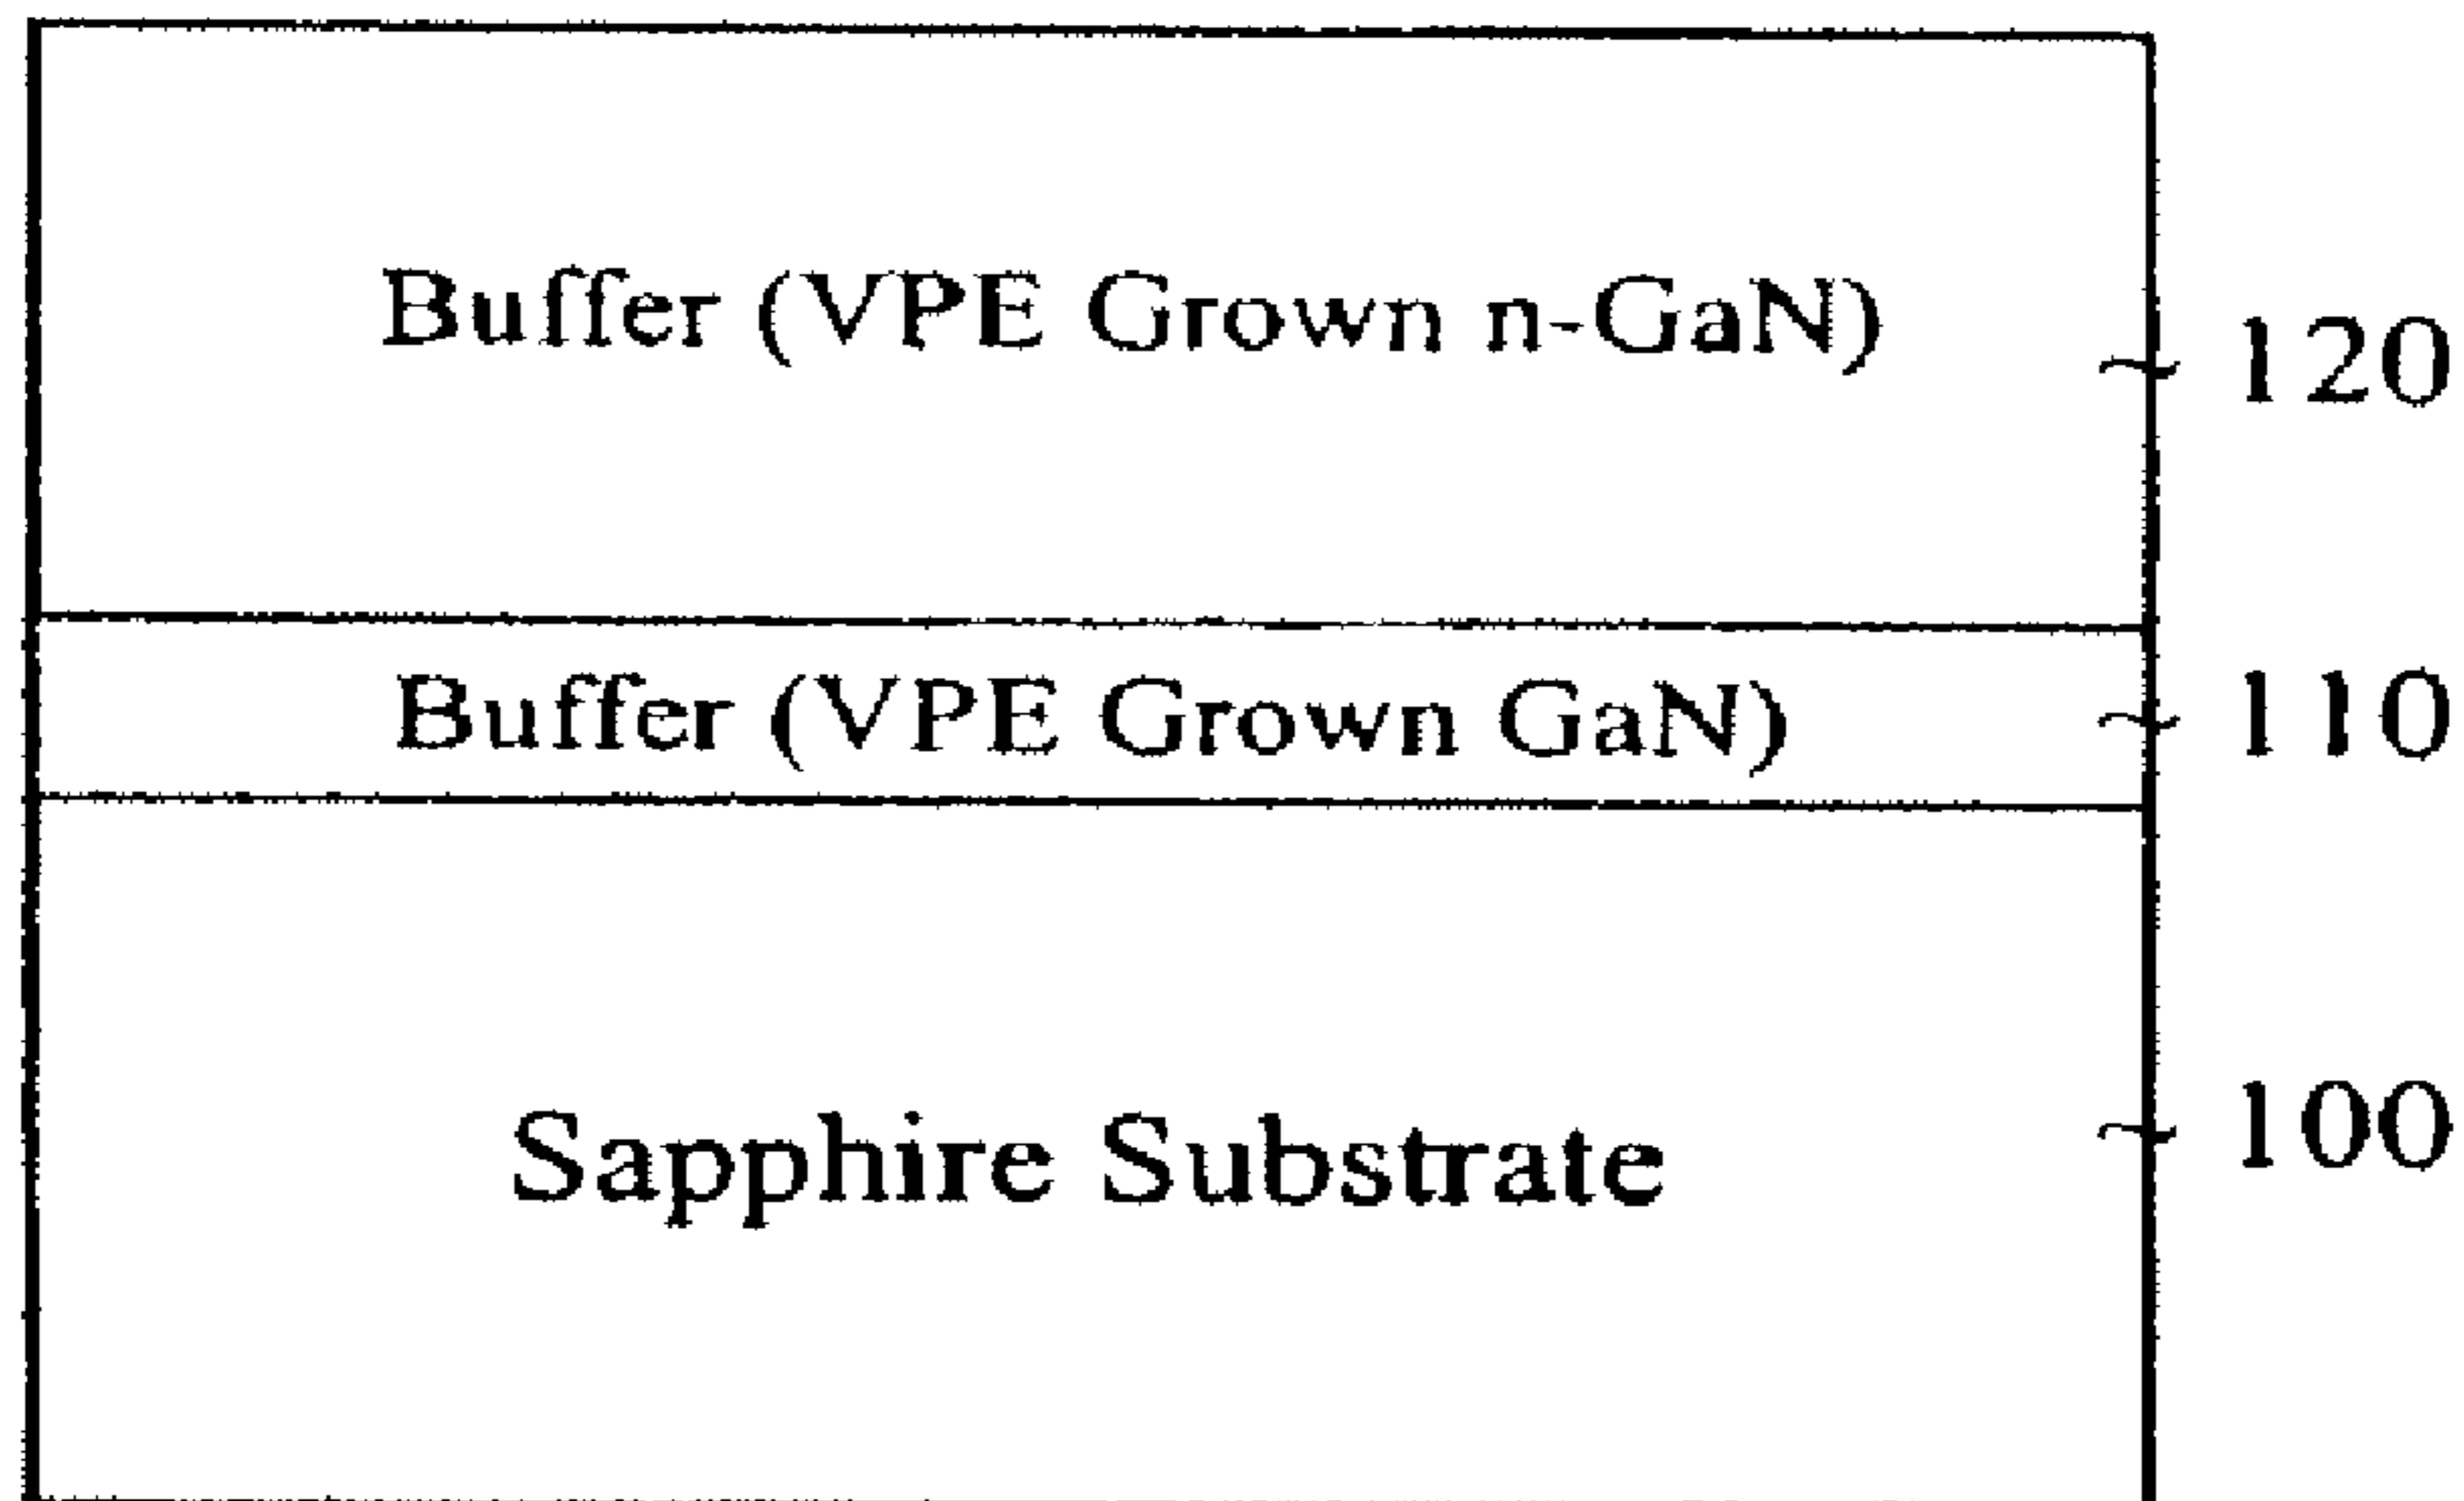 Buffer (VPE Grown n-GaN)
120
Buffer (VPE Grown GaN)
110
Sapphire Substrate
100